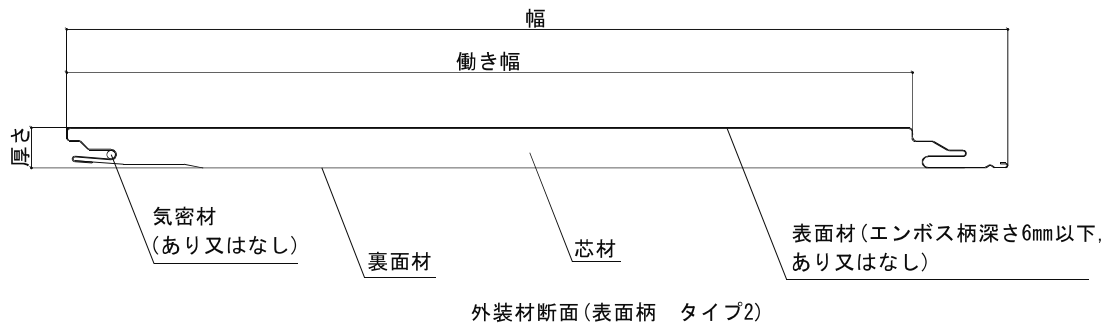 幅
働き幅
厚さ
気密材
(あり又はなし)
裏面材
芯材
表面材(エンボス柄深さ6mm以下,
あり又はなし)
外装材断面(表面柄　タイプ2)